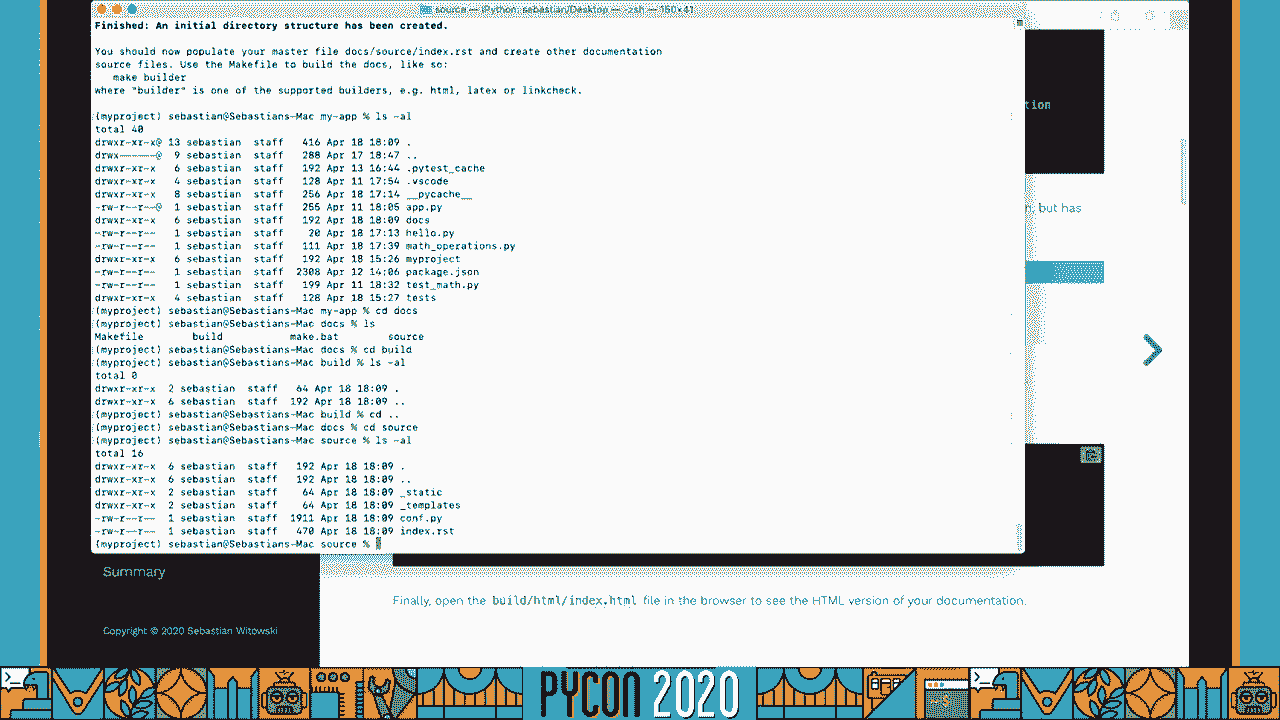 source — IPython: sebastian/Desktop — -zsh — 150×41
Finished: An initial directory structure has been created.
You should now populate your master file docs/source/index.rst and create other documentation
source files. Use the Makefile to build the docs, like so:
make builder
where "builder" is one of the supported builders, e.g. html, latex or linkcheck.
(myproject) sebastian@Sebastians-Mac my-app % ls -al
total 40
drwxr-xr-x@ 13 sebastian staff 416 Apr 18 18:09 .
drwx------@ 9 sebastian staff 288 Apr 17 18:47 ..
drwxr-xr-x 6 sebastian staff 192 Apr 13 16:44 .pytest_cache
drwxr-xr-x 4 sebastian staff 128 Apr 11 17:54 .vscode
drwxr-xr-x 8 sebastian staff 256 Apr 18 17:14 __pycache__
-rw-r--r--@ 1 sebastian staff 255 Apr 11 18:05 app.py
drwxr-xr-x 6 sebastian staff 192 Apr 18 18:09 docs
-rw-r--r-- 1 sebastian staff 20 Apr 18 17:13 hello.py
-rw-r--r-- 1 sebastian staff 111 Apr 18 17:39 math_operations.py
drwxr-xr-x 6 sebastian staff 192 Apr 18 15:26 myproject
-rw-r--r-- 1 sebastian staff 2308 Apr 12 14:06 package.json
-rw-r--r-- 1 sebastian staff 199 Apr 11 18:32 test_math.py
drwxr-xr-x 4 sebastian staff 128 Apr 18 15:27 tests
(myproject) sebastian@Sebastians-Mac my-app % cd docs
(myproject) sebastian@Sebastians-Mac docs % ls
Makefile build make.bat source
(myproject) sebastian@Sebastians-Mac docs % cd build
(myproject) sebastian@Sebastians-Mac build % ls -al
total 0
drwxr-xr-x 2 sebastian staff 64 Apr 18 18:09 .
drwxr-xr-x 6 sebastian staff 192 Apr 18 18:09 ..
(myproject) sebastian@Sebastians-Mac build % cd ..
(myproject) sebastian@Sebastians-Mac docs % cd source
(myproject) sebastian@Sebastians-Mac source % ls -al
total 16
drwxr-xr-x 6 sebastian staff 192 Apr 18 18:09 .
drwxr-xr-x 6 sebastian staff 192 Apr 18 18:09 ..
drwxr-xr-x 2 sebastian staff 64 Apr 18 18:09 _static
drwxr-xr-x 2 sebastian staff 64 Apr 18 18:09 _templates
-rw-r--r-- 1 sebastian staff 1911 Apr 18 18:09 conf.py
-rw-r--r-- 1 sebastian staff 470 Apr 18 18:09 index.rst
(myproject) sebastian@Sebastians-Mac source %
tion
, but has
Summary
Finally, open the build/html/index.html file in the browser to see the HTML version of your documentation.
Copyright © 2020 Sebastian Witowski
PYCON 2020